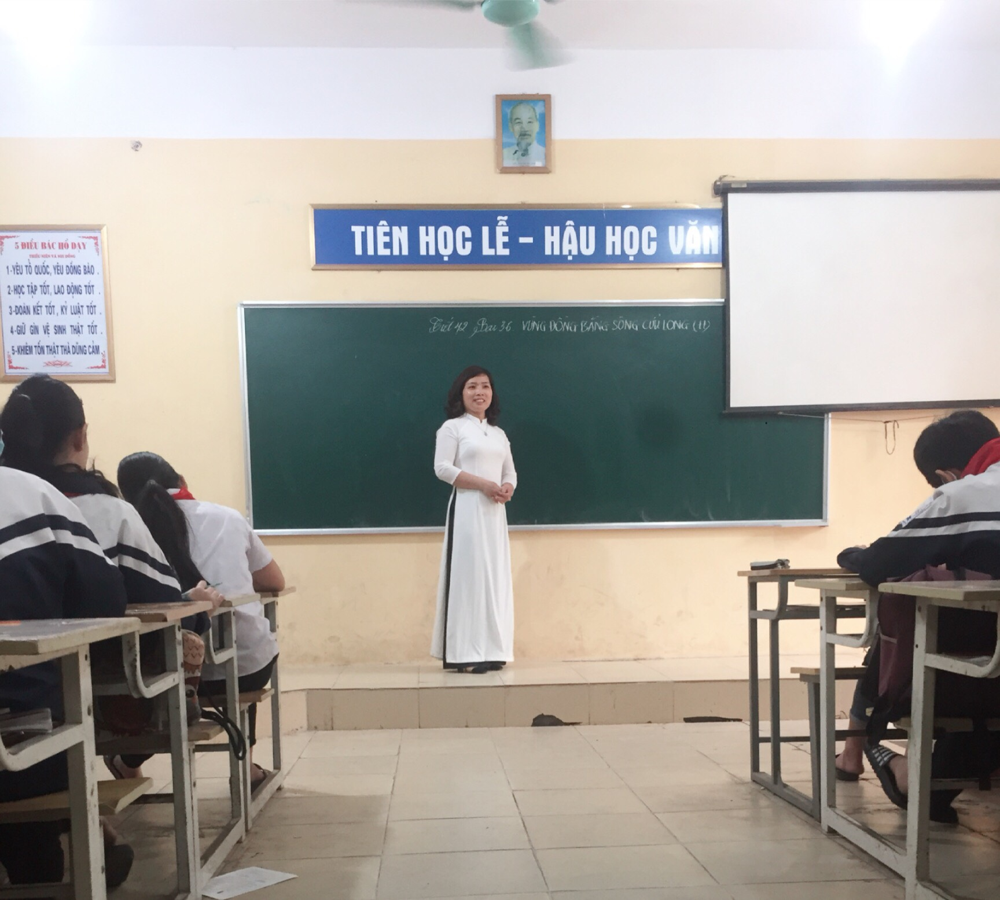 TIÊN HỌC LỄ - HẬU HỌC VĂN
5 ĐIỀU BÁC HỒ DẠY
THIẾU NIÊN VÀ NHI ĐỒNG
1-YÊU TỔ QUỐC, YÊU ĐỒNG BÀO .
2-HỌC TẬP TỐT, LAO ĐỘNG TỐT .
3-ĐOÀN KẾT TỐT, KỶ LUẬT TỐT .
4-GIỮ GÌN VỆ SINH THẬT TỐT .
5-KHIÊM TỐN THẬT THÀ DŨNG CẢM
Tiết 42 Bài 36 VÙNG ĐỒNG BẰNG SÔNG CỬU LONG (t1)